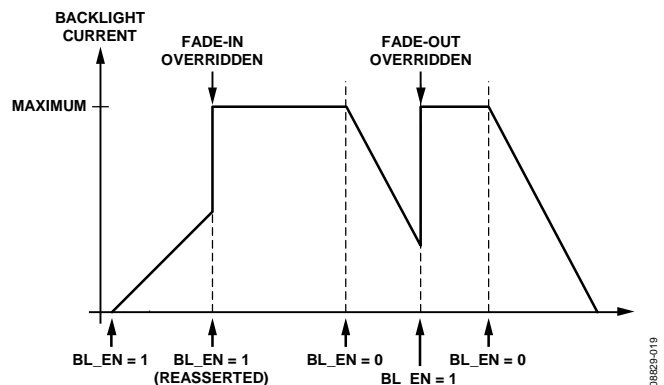 BACKLIGHT
CURRENT
FADE-IN
OVERRIDDEN
FADE-OUT
OVERRIDDEN
MAXIMUM
BL_EN = 1
BL_EN = 1
(REASSERTED)
BL_EN = 0
BL_EN = 1
BL_EN = 0
08829-019